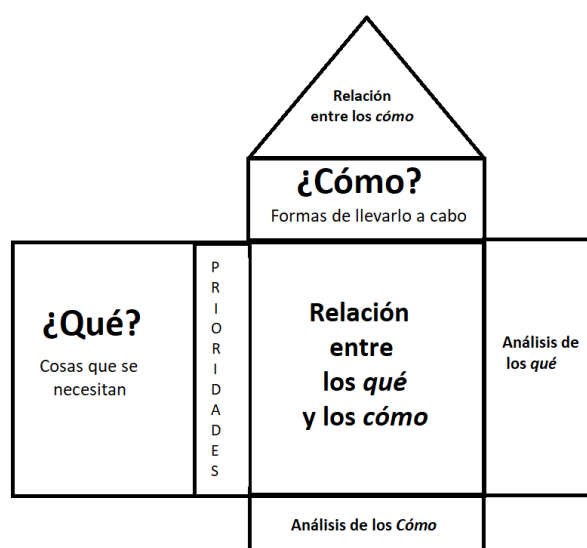 Relación
entre los cómo
¿Cómo?
Formas de llevarlo a cabo
¿Qué?
Cosas que se
necesitan
PRIORIDADES
Relación
entre
los qué
y los cómo
Análisis de
los qué
Análisis de los Cómo